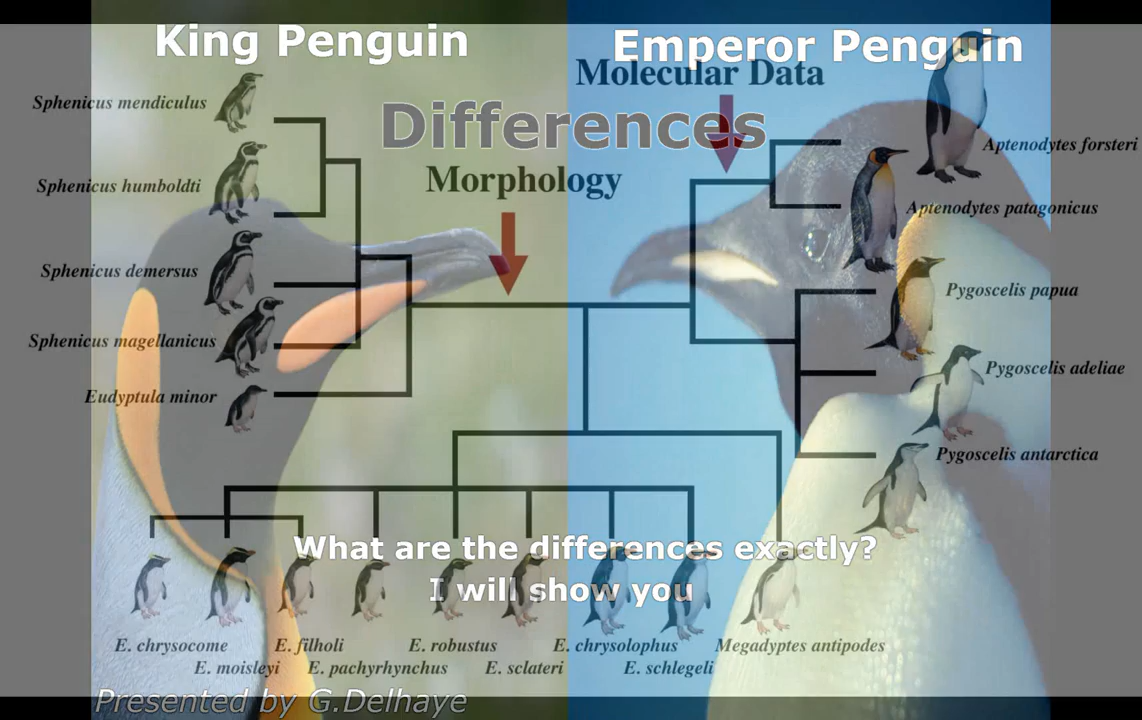 King Penguin
Emperor Penguin
Molecular Data
Differences
Morphology
Sphenicus mendiculus
Sphenicus humboldti
Sphenicus demersus
Sphenicus magellanicus
Eudyptula minor
Aptenodytes forsteri
Aptenodytes patagonicus
Pygoscelis papua
Pygoscelis adeliae
Pygoscelis antarctica
What are the differences exactly?
I will show you
E. chrysocome
E. filholi
E. robustus
E. chrysolophus
Megadyptes antipodes
E. moisleyi
E. pachyrhynchus
E. sclateri
E. schlegeli
Presented by G.Delhaye